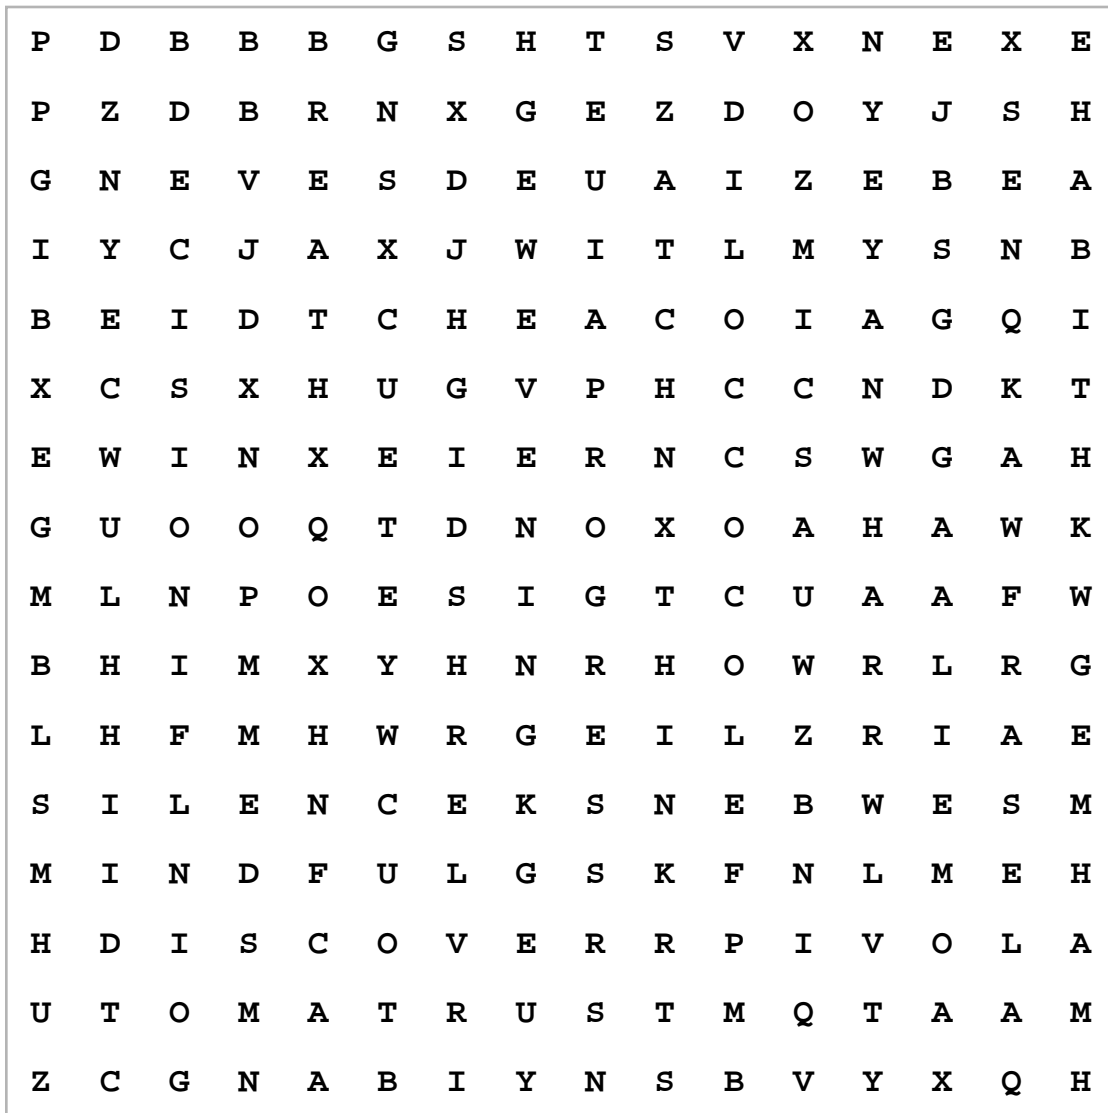 P D B B B G S H T S V X N E X E
P Z D B R N X G E Z D O Y J S H
G N E V E S D E U A I Z E B E A
I Y C J A X J W I T L M Y S N B
B E I D T C H E A C O I A G Q I
X C S X H U G V P H C C N D K T
E W I N X E I E R N C S W G A H
G U O O Q T D N O X O A H A W K
M L N P O E S I G T C U A A F W
B H I M X Y H N R H O W R L R G
L H F M H W R G E I L Z R I A E
S I L E N C E K S N E B W E S M
M I N D F U L G S K F N L M E H
H D I S C O V E R R P I V O L A
U T O M A T R U S T M Q T A A M
Z C G N A B I Y N S B V Y X Q H